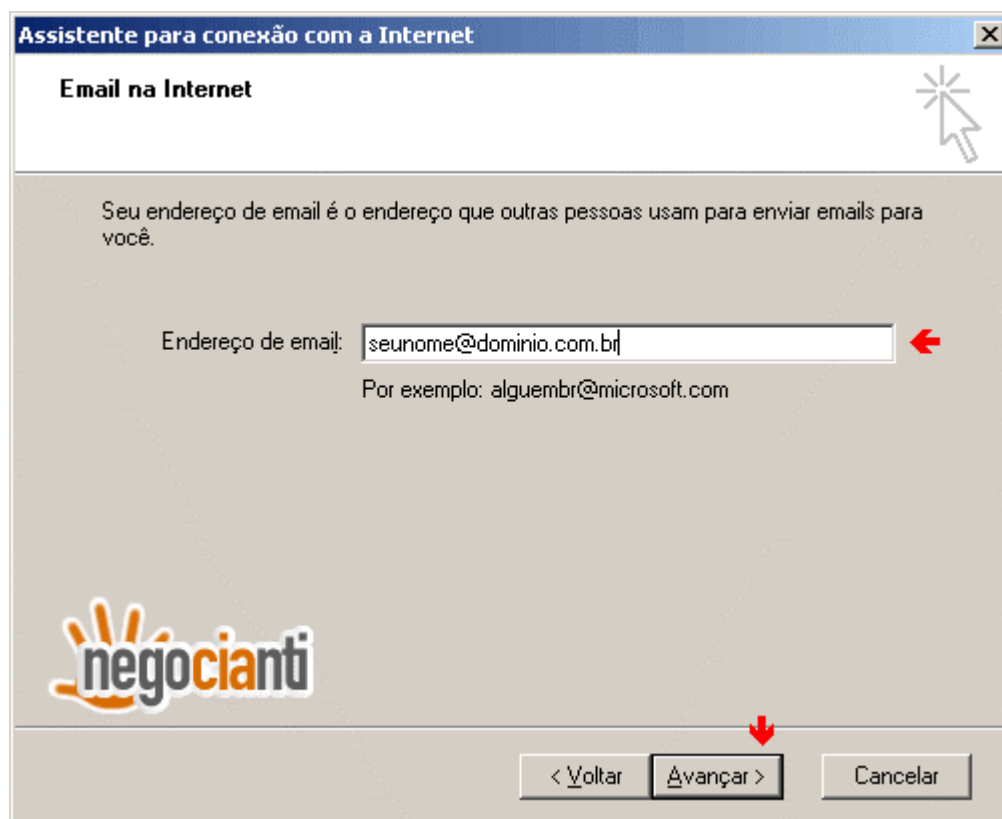 Assistente para conexão com a Internet
Email na Internet
Seu endereço de email é o endereço que outras pessoas usam para enviar emails para
você.
Endereço de email: seunome@dominio.com.br
Por exemplo: alguembr@microsoft.com
negocianti
< Voltar Avançar > Cancelar